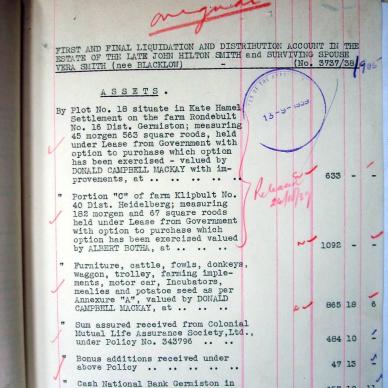 FIRST AND FINAL LIQUIDATION AND DISTRIBUTION ACCOUNT IN THE
ESTATE OF THE LATE JOHN HILTON SMITH and SURVIVING SPOUSE
VERA SMITH (nee BLACKLOW) - (No. 3737/38)
ASSETS.
13-9-1939
By Plot No. 18 situate in Kate Hamel
Settlement on the farm Rondebult
No. 16 Dist. Germiston; measuring
45 morgen 563 square roods, held
under Lease from Government with
option to purchase which option
has been exercised - valued by
DONALD CAMPBELL MACKAY with im-
provements, at .. .. .. .. .. 633 - -
" Portion "C" of farm Klipbult No.
40 Dist. Heidelberg; measuring
182 morgen and 67 square roods
held under Lease from Government
with option to purchase which
option has been exercised valued
by ALBERT BOTHA, at .. .. .. .. 1092 - -
" Furniture, cattle, fowls, donkeys,
waggon, trolley, farming imple-
ments, motor car, Incubators,
mealies and potatoe seed as per
Annexure "A", valued by DONALD
CAMPBELL MACKAY, at .. .. .. .. 865 18 6
" Sum assured received from Colonial
Mutual Life Assurance Society, Ltd.,
under Policy No. 343796 .. .. 484 10 -
" Bonus additions received under
above Policy .. .. .. .. .. 47 13
" Cash National Bank Germiston in